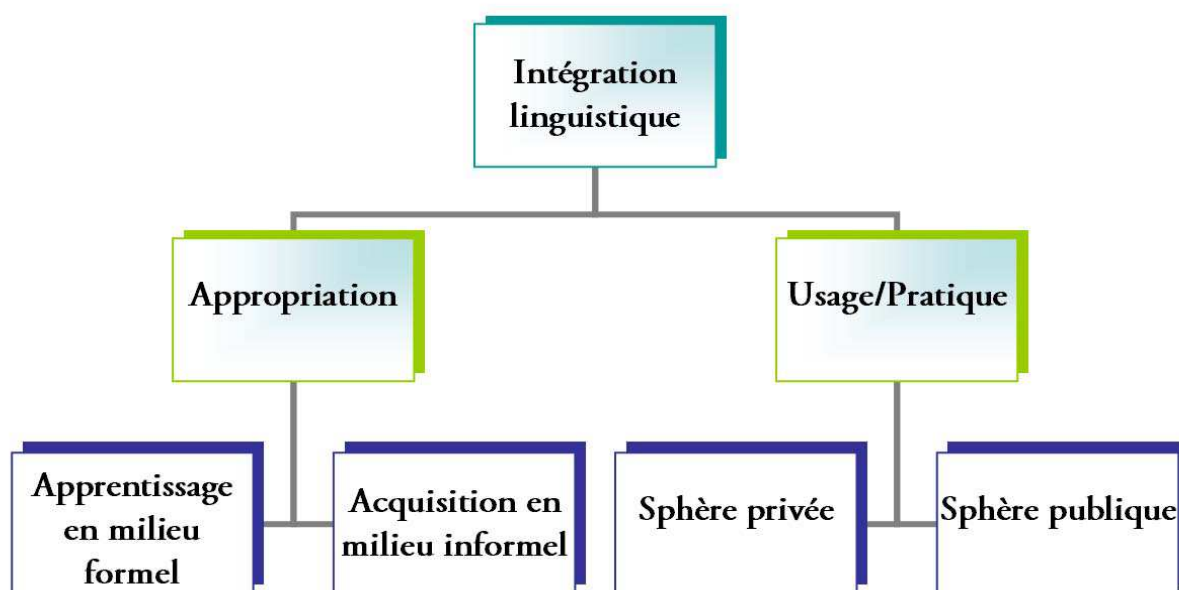 Intégration
linguistique
Appropriation
Usage/Pratique
Apprentissage
en milieu
formel
Acquisition en
milieu informel
Sphère privée
Sphère publique